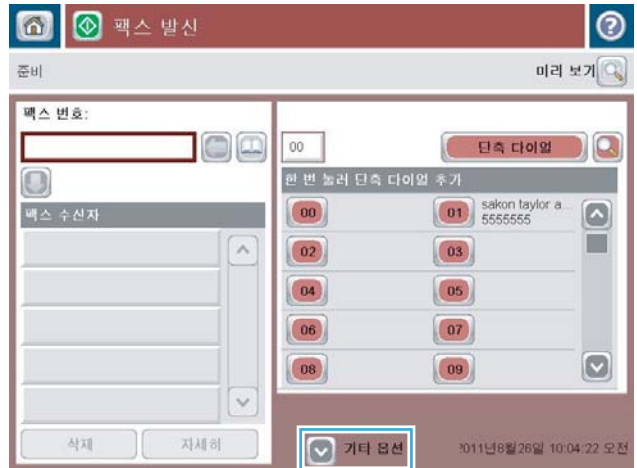 팩스 발신
?
준비
미리 보기
팩스 번호:
00
단축 다이얼
한 번 눌러 단축 다이얼 추가
팩스 수신자
00
01 sakon taylor a...
5555555
02
03
04
05
06
07
08
09
삭제
자세히
기타 옵션
2011년8월26일 10:04:22 오전